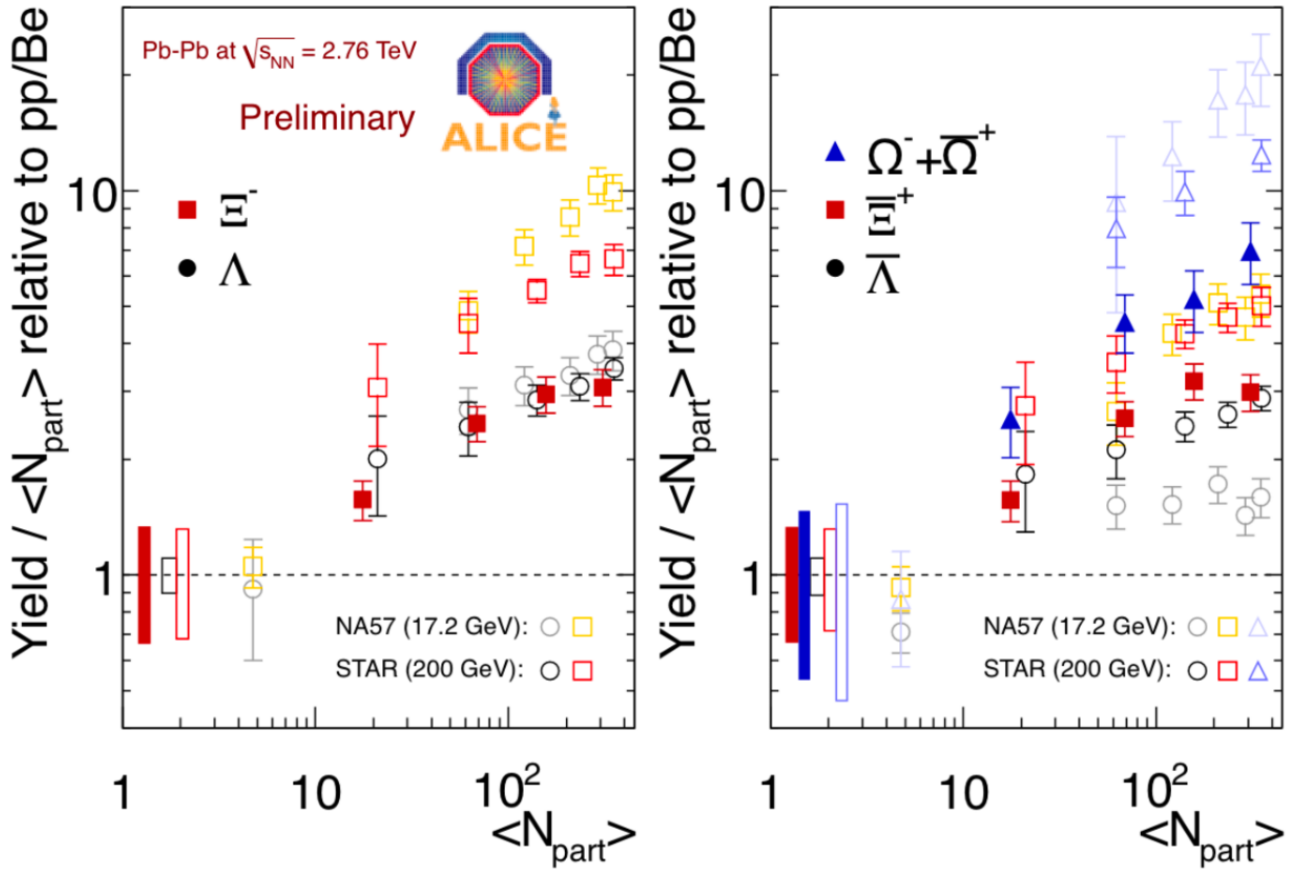 Yield / <N_part> relative to pp/Be
Pb-Pb at √s_NN = 2.76 TeV
Preliminary
ALICE
10
Ξ⁻
Λ
1
NA57 (17.2 GeV):
STAR (200 GeV):
1
10
10²
<N_part>
Yield / <N_part> relative to pp/Be
10
Ω⁻+Ω̅⁺
Ξ̅⁺
Λ̅
1
NA57 (17.2 GeV):
STAR (200 GeV):
1
10
10²
<N_part>